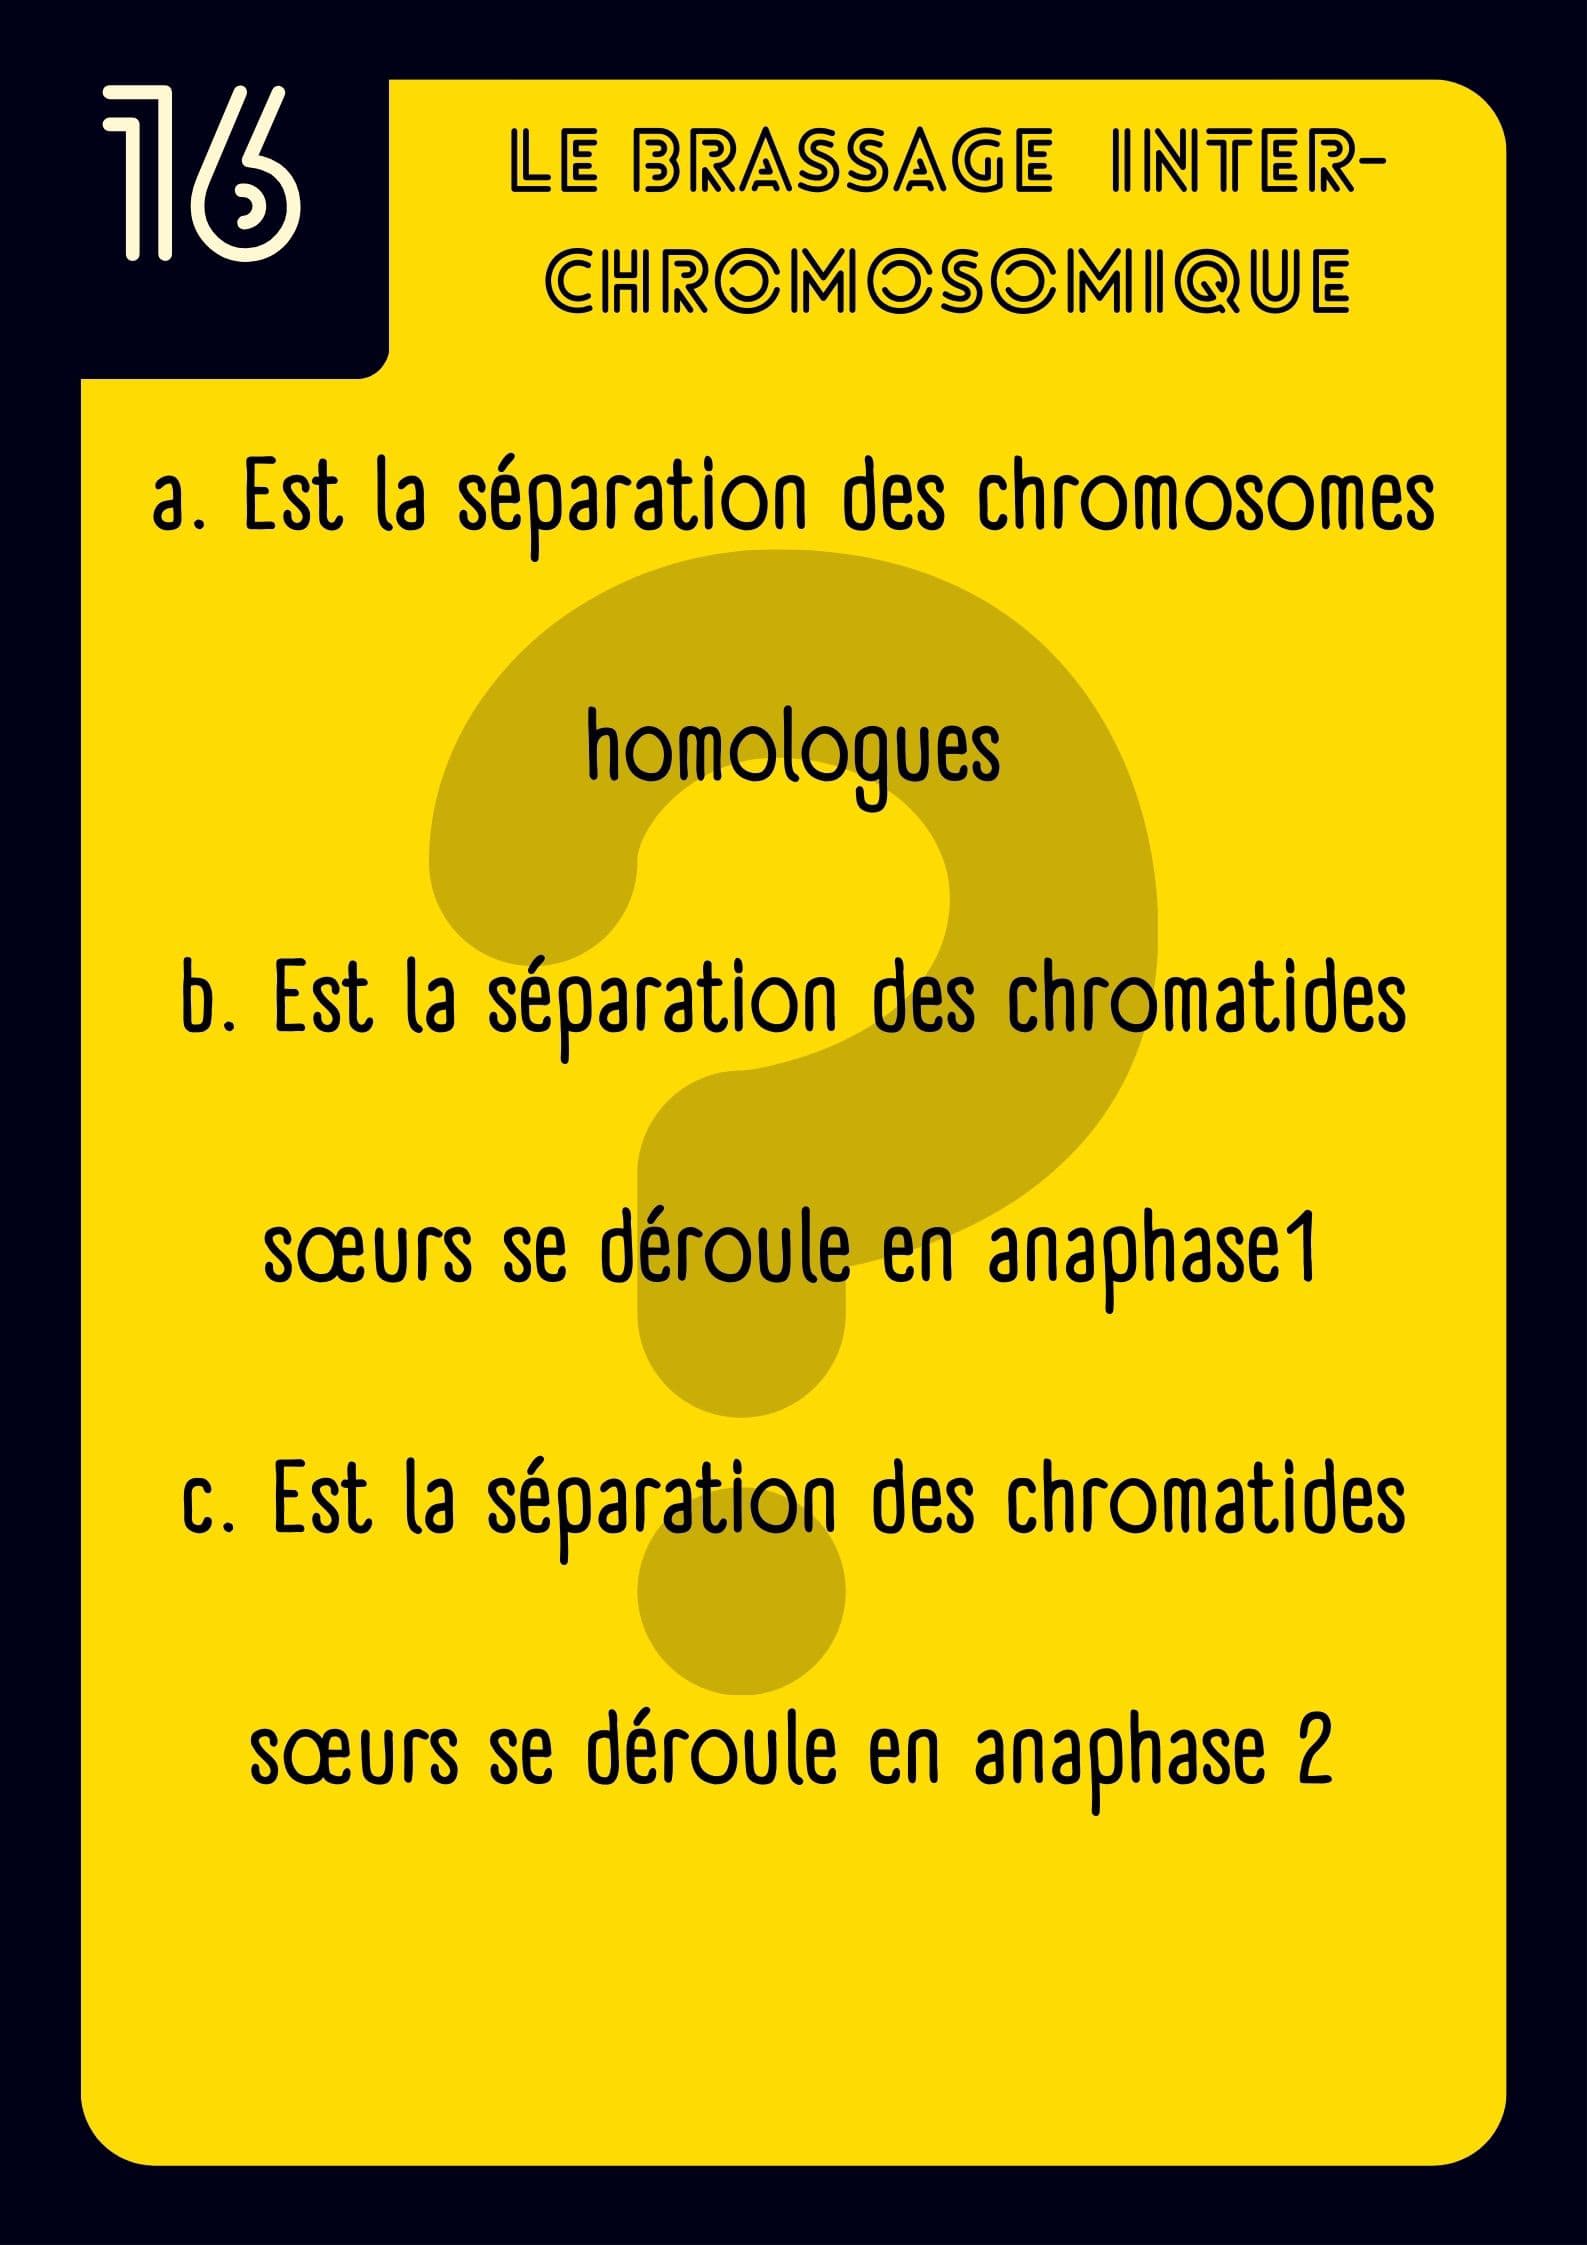 16
LE BRASSAGE INTER-
CHROMOSOMIQUE
a. Est la séparation des chromosomes
homologues
b. Est la séparation des chromatides
sœurs se déroule en anaphase1
c. Est la séparation des chromatides
sœurs se déroule en anaphase 2